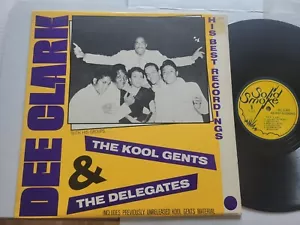 DEE CLARK
HIS BEST RECORDINGS
THE KOOL GENTS
&
THE DELEGATES
INCLUDES PREVIOUSLY UNRELEASED KOOL GENTS MATERIAL
Solid
Smoke